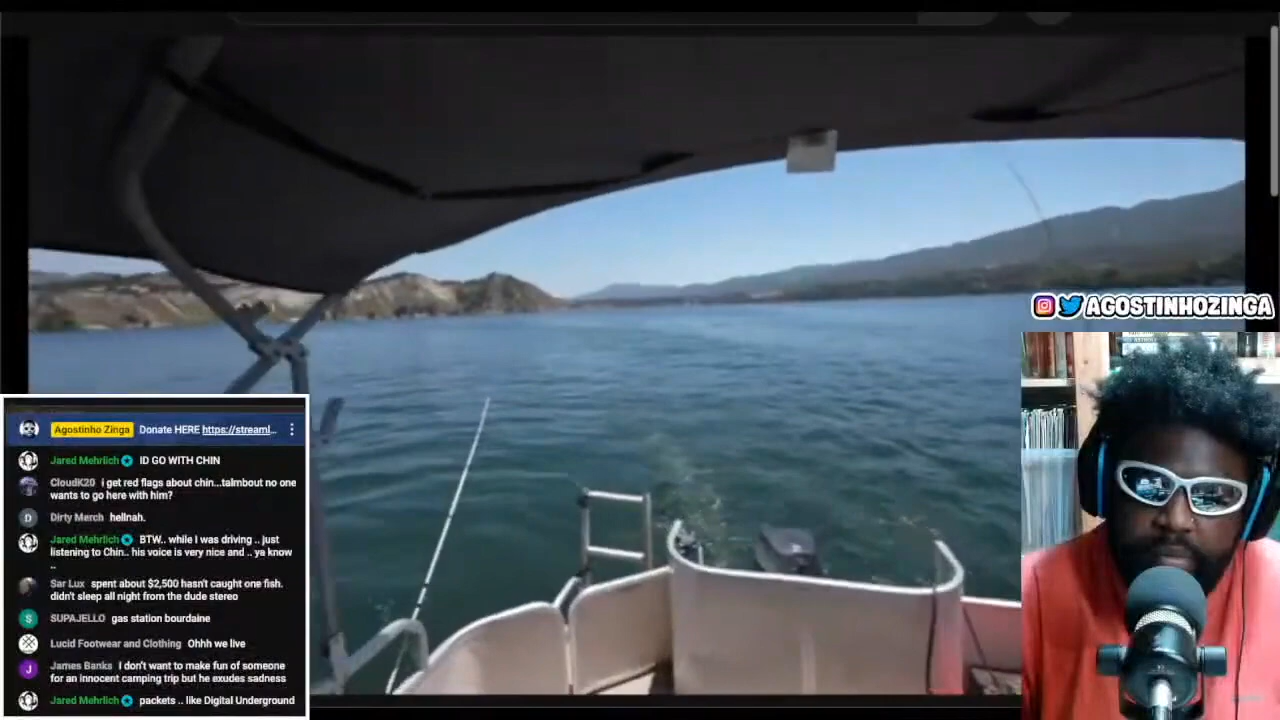 AGOSTINHOZINGA
Agostinho Zinga Donate HERE https://streaml...
Jared Mehrlich ID GO WITH CHIN
CloudK20 i get red flags about chin...talmbout no one
wants to go here with him?
Dirty Merch hellnah.
Jared Mehrlich BTW.. while I was driving .. just
listening to Chin.. his voice is very nice and .. ya know
..
Sar Lux spent about $2,500 hasn't caught one fish.
didn't sleep all night from the dude stereo
SUPAJELLO gas station bourdaine
Lucid Footwear and Clothing Ohhh we live
James Banks I don't want to make fun of someone
for an innocent camping trip but he exudes sadness
Jared Mehrlich packets .. like Digital Underground